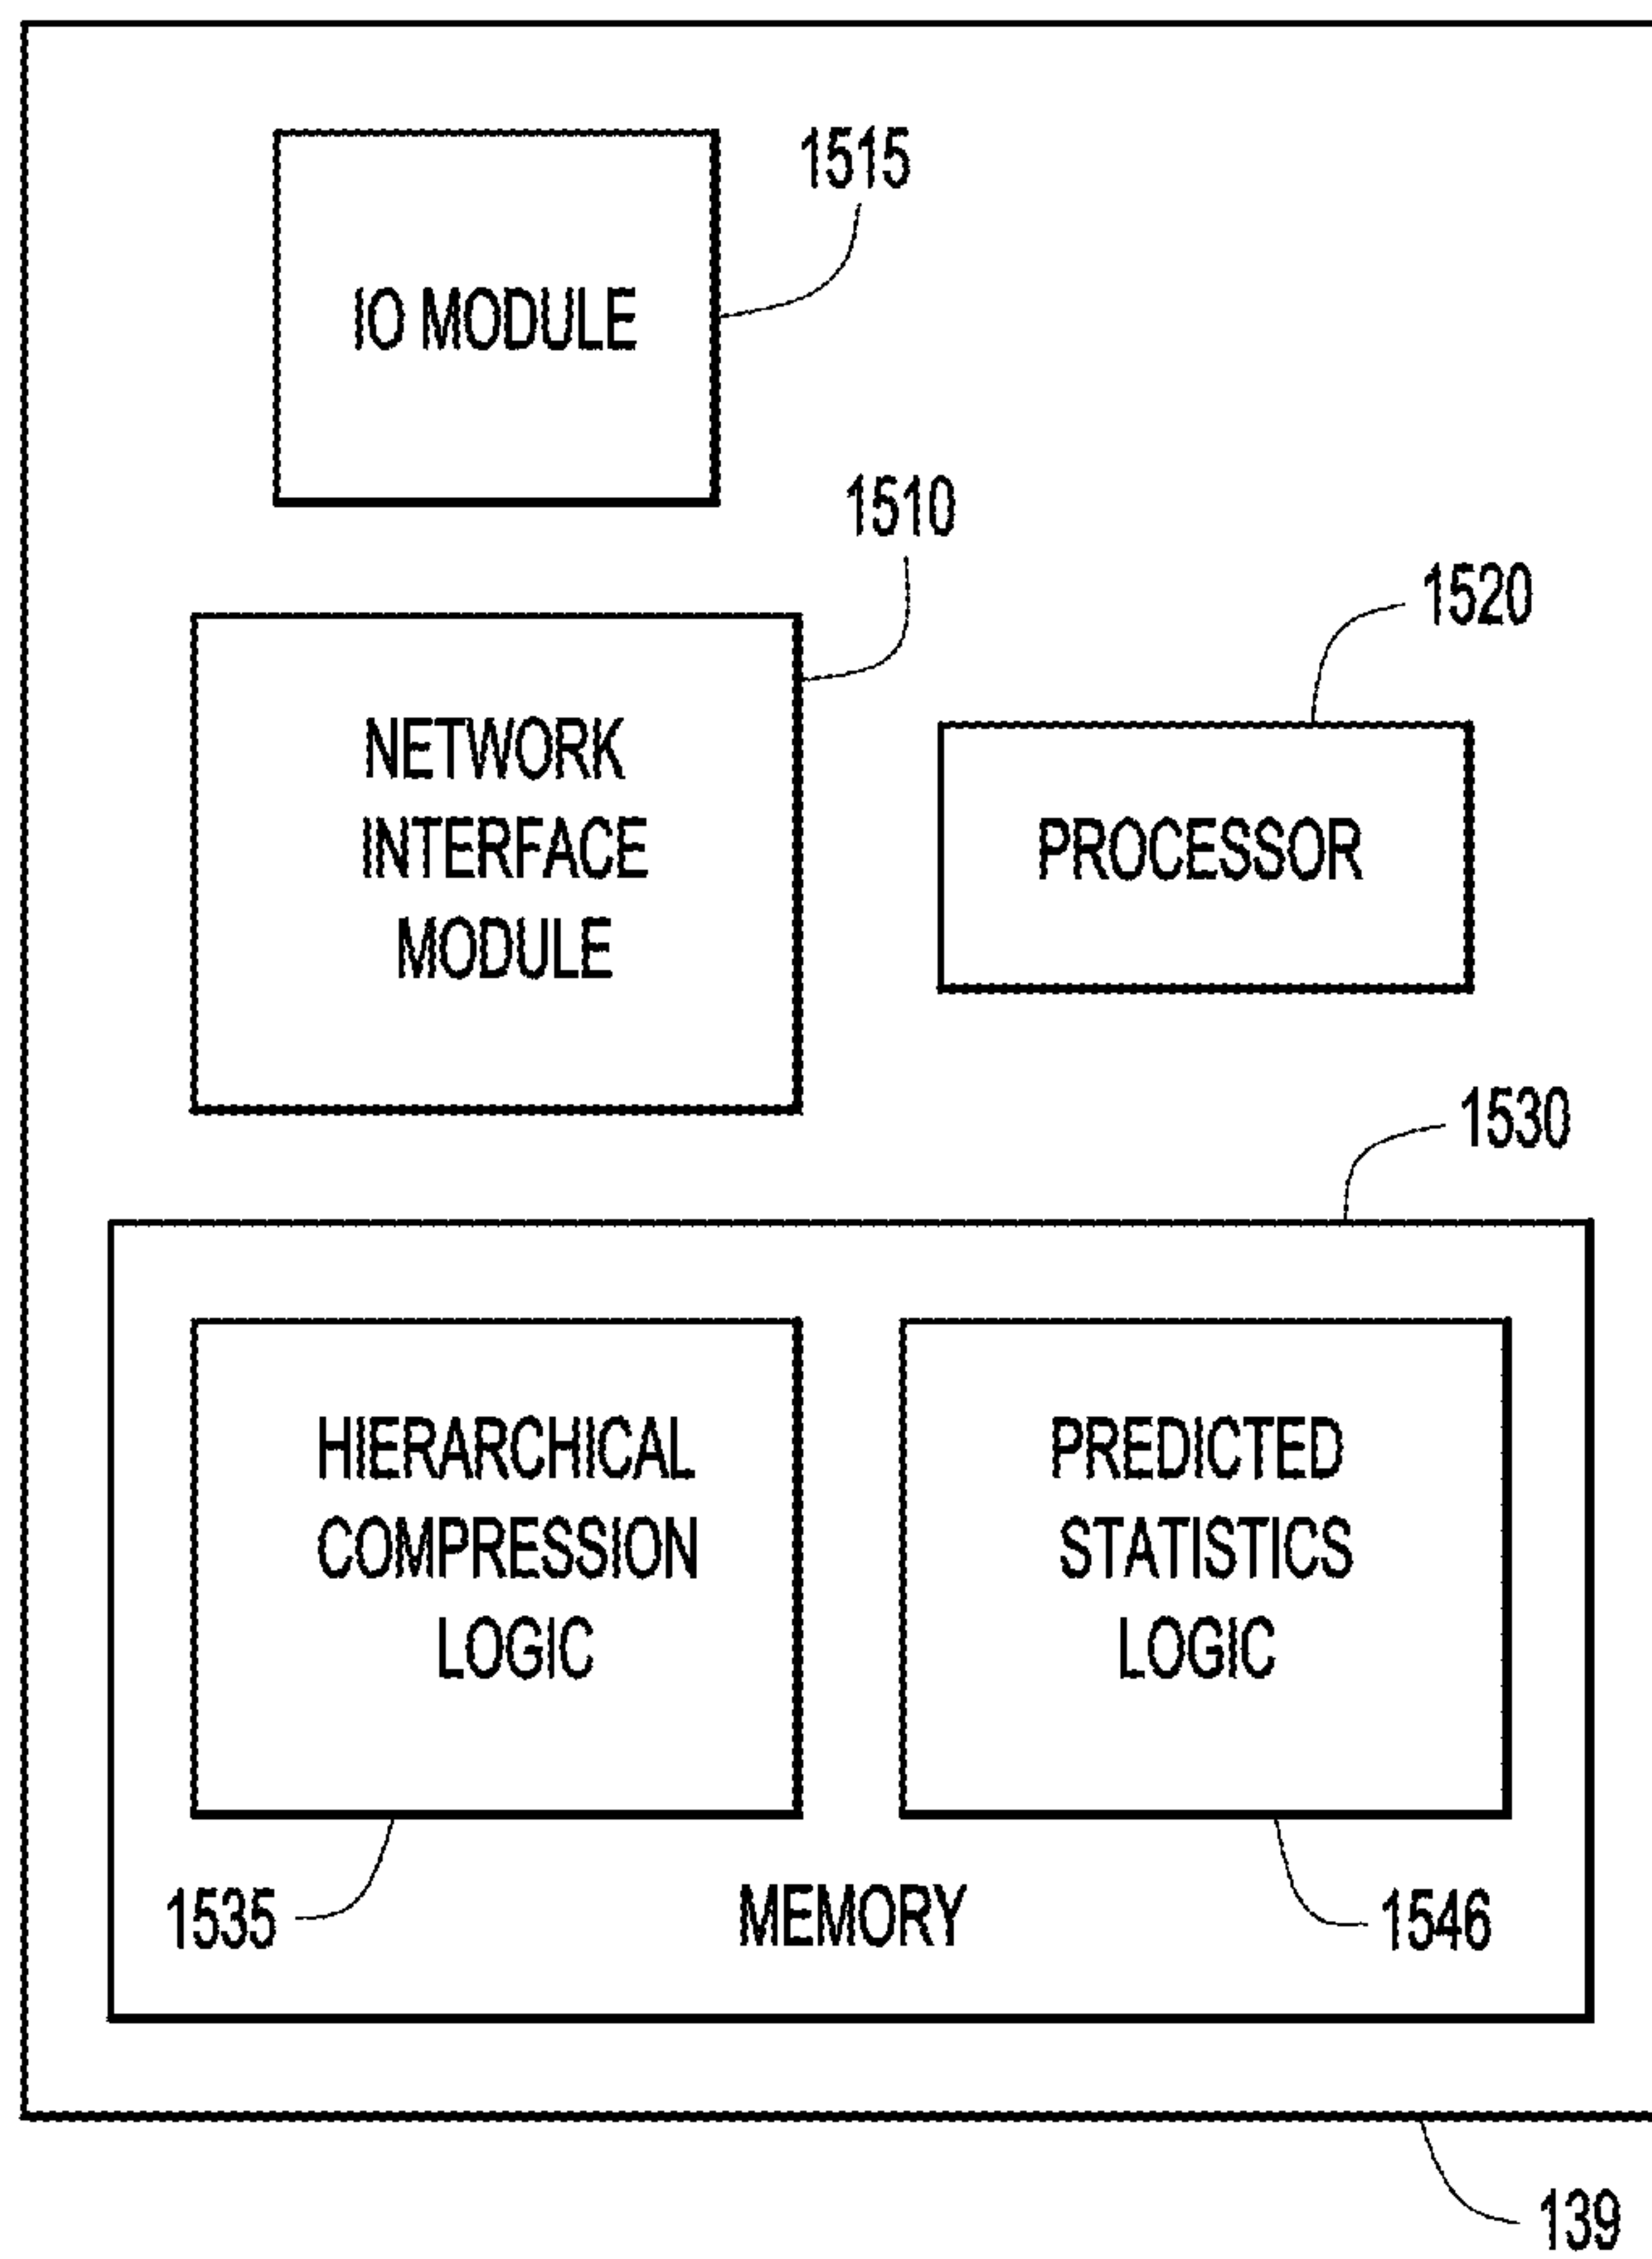 1515
IO MODULE
1510
1520
NETWORK
INTERFACE
MODULE
PROCESSOR
1530
HIERARCHICAL
COMPRESSION
LOGIC
PREDICTED
STATISTICS
LOGIC
1535
MEMORY
1546
139